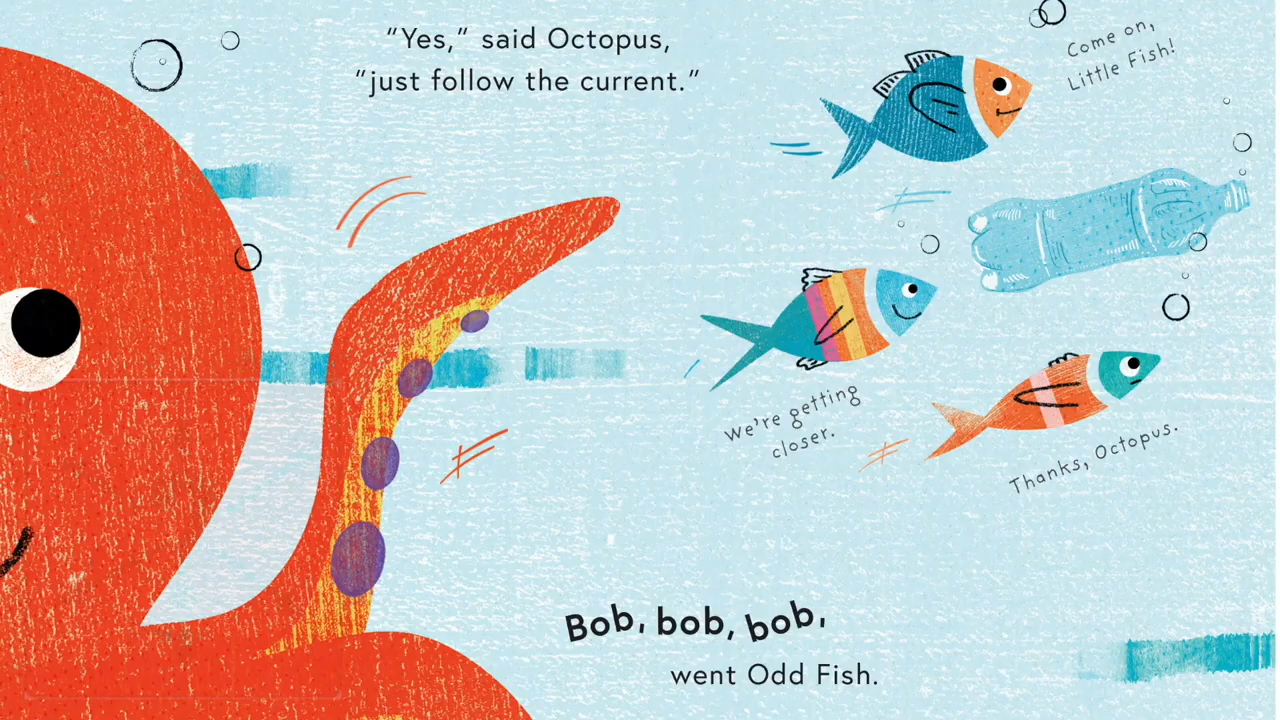 “Yes,” said Octopus,
“just follow the current.”
Come on,
Little Fish!
We’re getting
closer.
Thanks, Octopus.
Bob, bob, bob,
went Odd Fish.